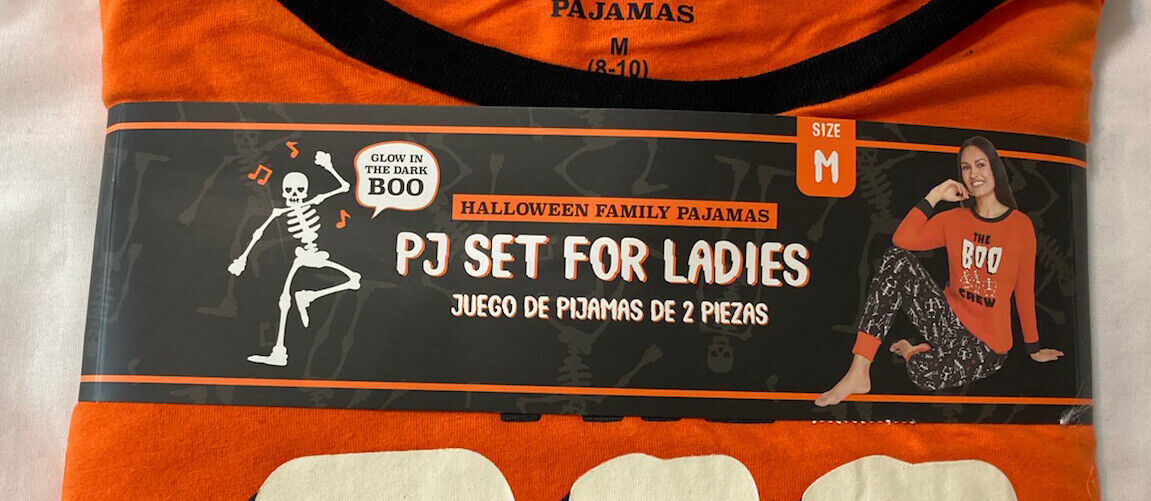 PAJAMAS
M
(8-10)
SIZE
M
GLOW IN
THE DARK
BOO
HALLOWEEN FAMILY PAJAMAS
PJ SET FOR LADIES
JUEGO DE PIJAMAS DE 2 PIEZAS
THE
BOO
CREW